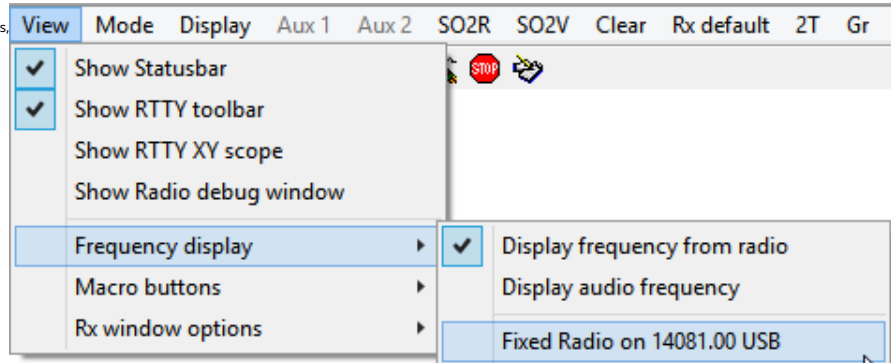 s, View Mode Display Aux 1 Aux 2 SO2R SO2V Clear Rx default 2T Gr
Show Statusbar
STOP
Show RTTY toolbar
Show RTTY XY scope
Show Radio debug window
Frequency display
Display frequency from radio
Macro buttons
Display audio frequency
Rx window options
Fixed Radio on 14081.00 USB